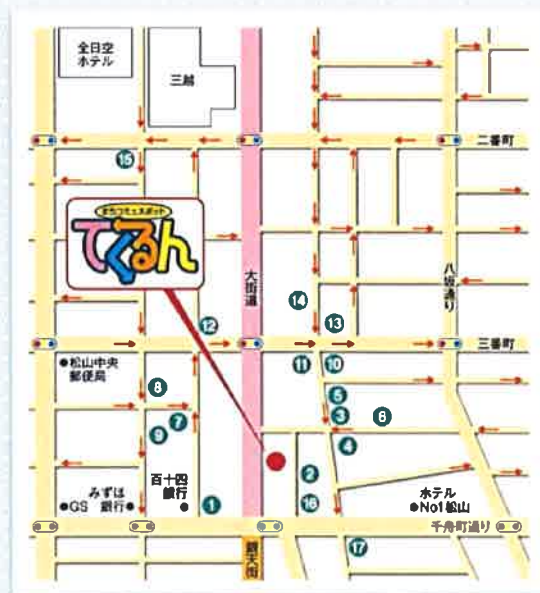 全日空
ホテル
三越
二番町
⑮
まちコミュスポット
てくるん
大街道
八坂通り
⑭
⑫
⑬
三番町
●松山中央
郵便局
⑪
⑩
⑧
⑤
③
⑥
⑦
⑨
④
②
百十四
銀行
みずほ
●GS 銀行●
①
⑯
ホテル
●No1松山
千舟町通り
銀天街
⑰